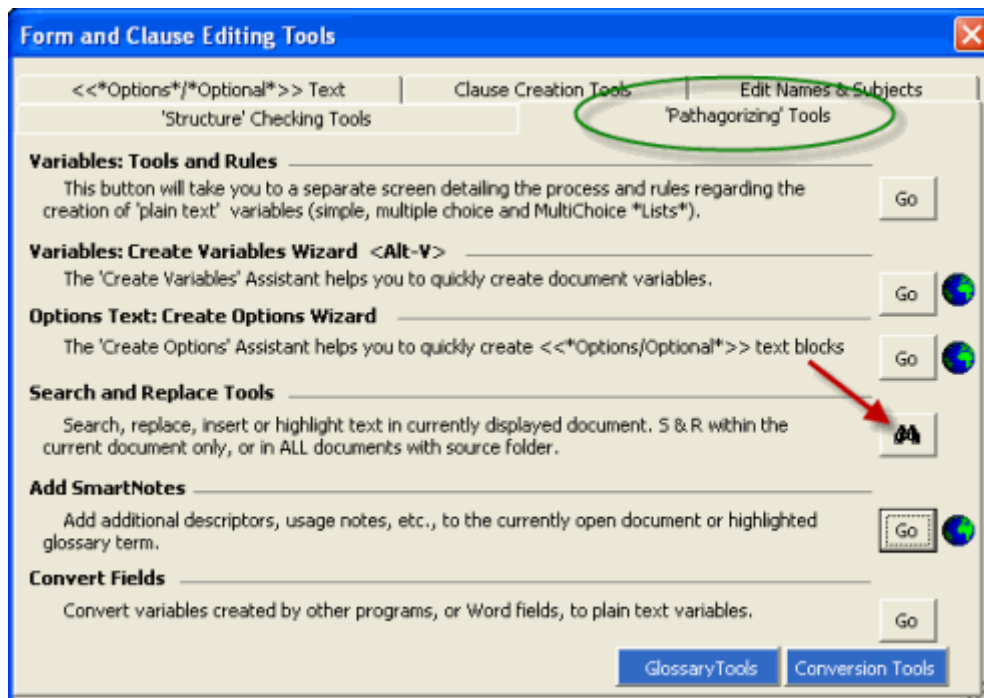 Form and Clause Editing Tools
<<*Options*/*Optional*>> Text
Clause Creation Tools
Edit Names & Subjects
'Structure' Checking Tools
'Pathagorizing' Tools
Variables: Tools and Rules
This button will take you to a separate screen detailing the process and rules regarding the
creation of 'plain text' variables (simple, multiple choice and MultiChoice *Lists*).
Go
Variables: Create Variables Wizard <Alt-V>
The 'Create Variables' Assistant helps you to quickly create document variables.
Go
Options Text: Create Options Wizard
The 'Create Options' Assistant helps you to quickly create <<*Options/Optional*>> text blocks
Go
Search and Replace Tools
Search, replace, insert or highlight text in currently displayed document. S & R within the
current document only, or in ALL documents with source folder.
Add SmartNotes
Add additional descriptors, usage notes, etc., to the currently open document or highlighted
glossary term.
Go
Convert Fields
Convert variables created by other programs, or Word fields, to plain text variables.
Go
GlossaryTools
Conversion Tools